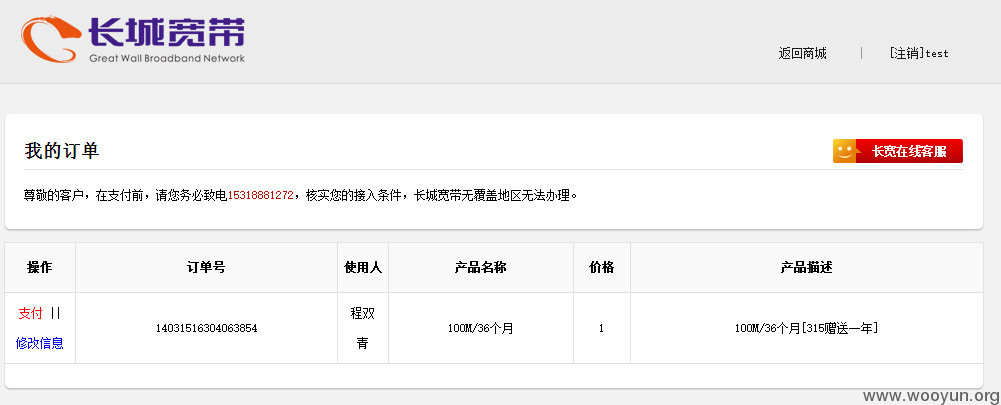 长城宽带
Great Wall Broadband Network
返回商城 | [注销]test
我的订单
长宽在线客服
尊敬的客户，在支付前，请您务必致电15318881272，核实您的接入条件，长城宽带无覆盖地区无法办理。
操作 订单号 使用人 产品名称 价格 产品描述
支付 || 14031516304063854 程双 100M/36个月 1 100M/36个月[315赠送一年]
修改信息 青
www.wooyun.org